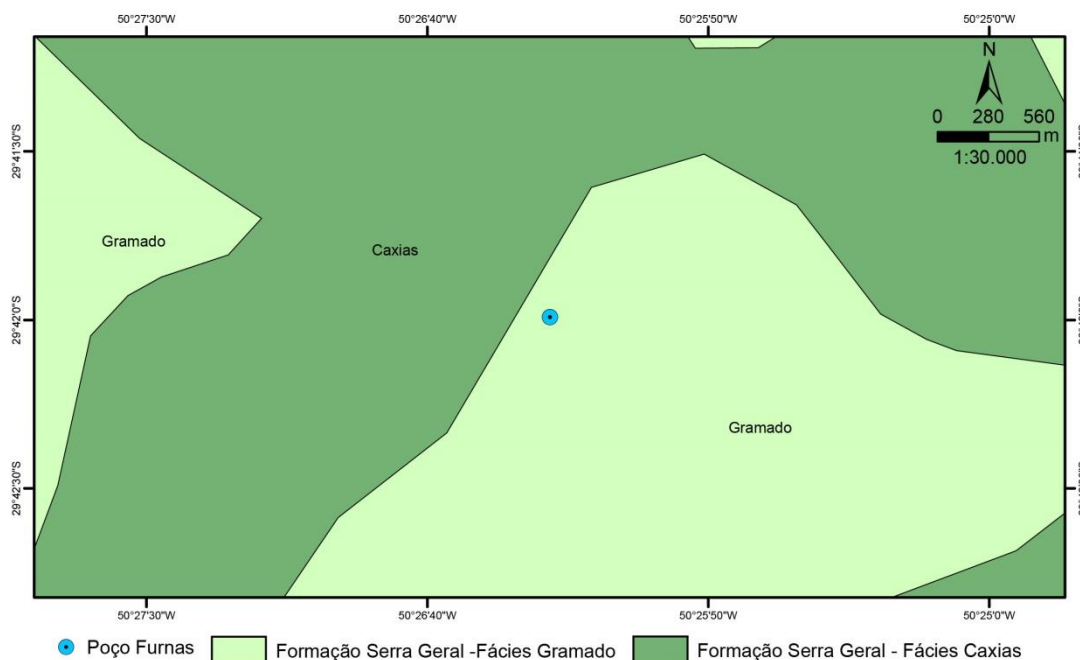 50°27'30"W 50°26'40"W 50°25'50"W 50°25'0"W
N
0 280 560
m
1:30.000
29°41'30"S
29°42'0"S
29°42'30"S
Gramado
Caxias
Gramado
50°27'30"W 50°26'40"W 50°25'50"W 50°25'0"W
Poço Furnas Formação Serra Geral -Fácies Gramado Formação Serra Geral - Fácies Caxias